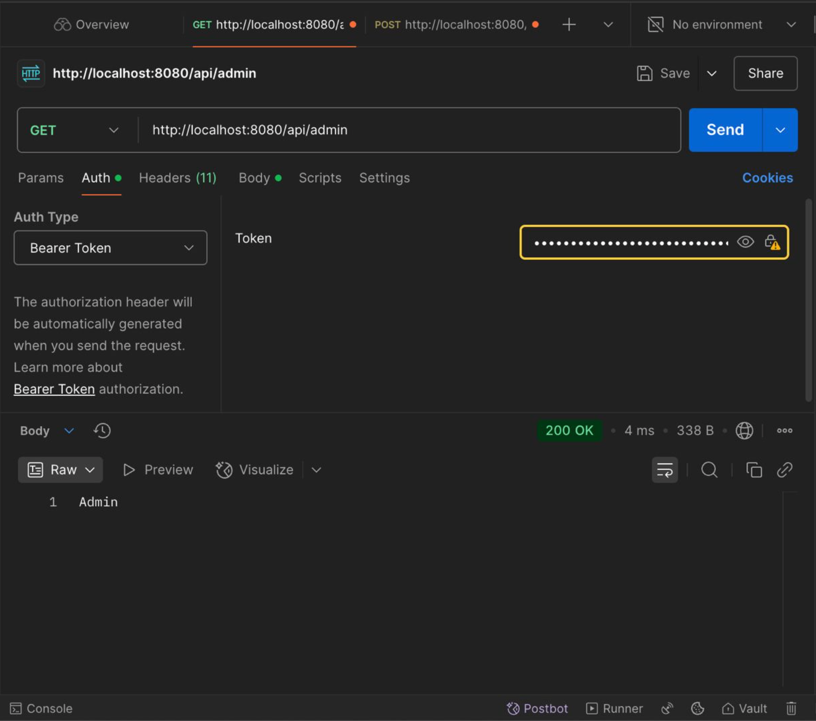 Overview
GET http://localhost:8080/a
POST http://localhost:8080,
No environment
HTTP http://localhost:8080/api/admin
Save
Share
GET
http://localhost:8080/api/admin
Send
Params
Auth
Headers (11)
Body
Scripts
Settings
Cookies
Auth Type
Bearer Token
The authorization header will
be automatically generated
when you send the request.
Learn more about
Bearer Token authorization.
Token
Body
200 OK
4 ms
338 B
Raw
Preview
Visualize
1 Admin
Console
Postbot
Runner
Vault